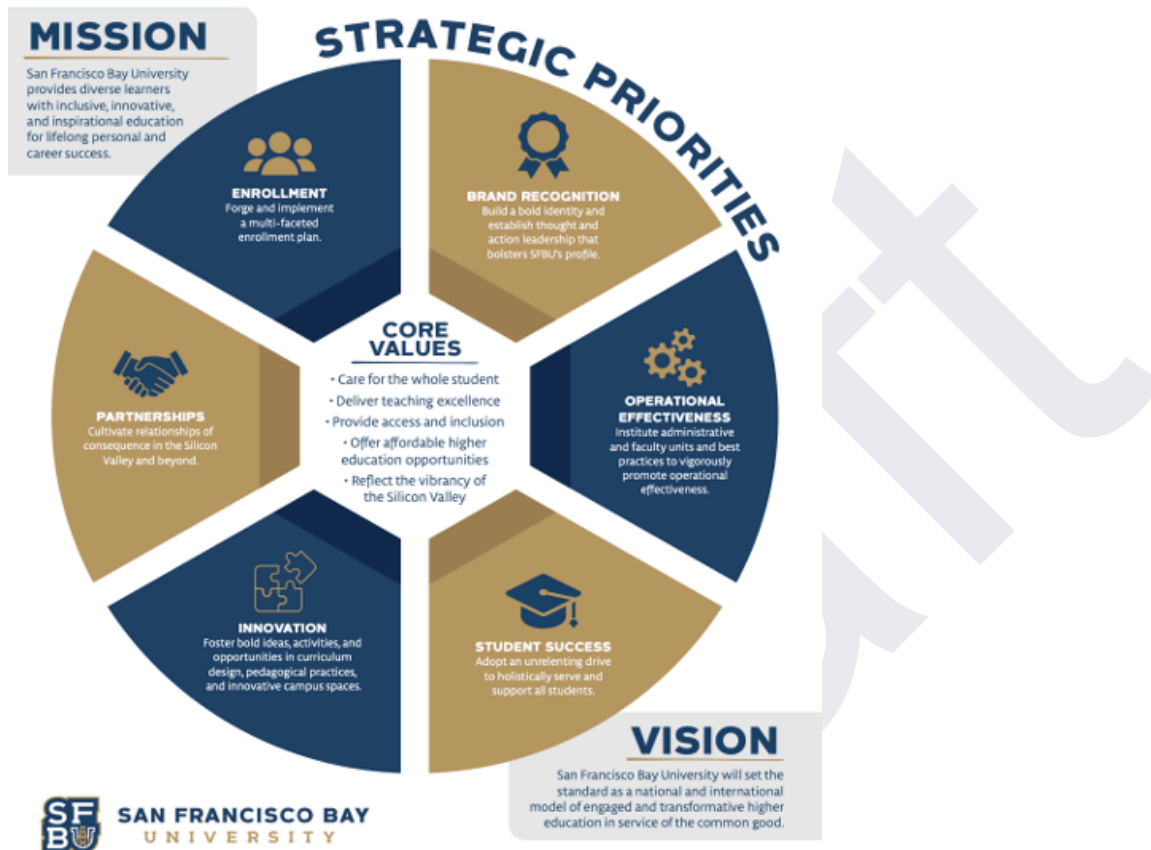 MISSION
San Francisco Bay University
provides diverse learners
with inclusive, innovative,
and inspirational education
for lifelong personal and
career success.
STRATEGIC PRIORITIES
ENROLLMENT
Forge and implement
a multi-faceted
enrollment plan.
BRAND RECOGNITION
Build a bold identity and
establish thought and
action leadership that
bolsters SFBU's profile.
PARTNERSHIPS
Cultivate relationships of
consequence in the Silicon
Valley and beyond.
CORE
VALUES
• Care for the whole student
• Deliver teaching excellence
• Provide access and inclusion
• Offer affordable higher
education opportunities
• Reflect the vibrancy of
the Silicon Valley
OPERATIONAL
EFFECTIVENESS
Institute administrative
and faculty units and best
practices to vigorously
promote operational
effectiveness.
INNOVATION
Foster bold ideas, activities, and
opportunities in curriculum
design, pedagogical practices,
and innovative campus spaces.
STUDENT SUCCESS
Adopt an unrelenting drive
to holistically serve and
support all students.
VISION
San Francisco Bay University will set the
standard as a national and international
model of engaged and transformative higher
education in service of the common good.
SF
BU
SAN FRANCISCO BAY
UNIVERSITY